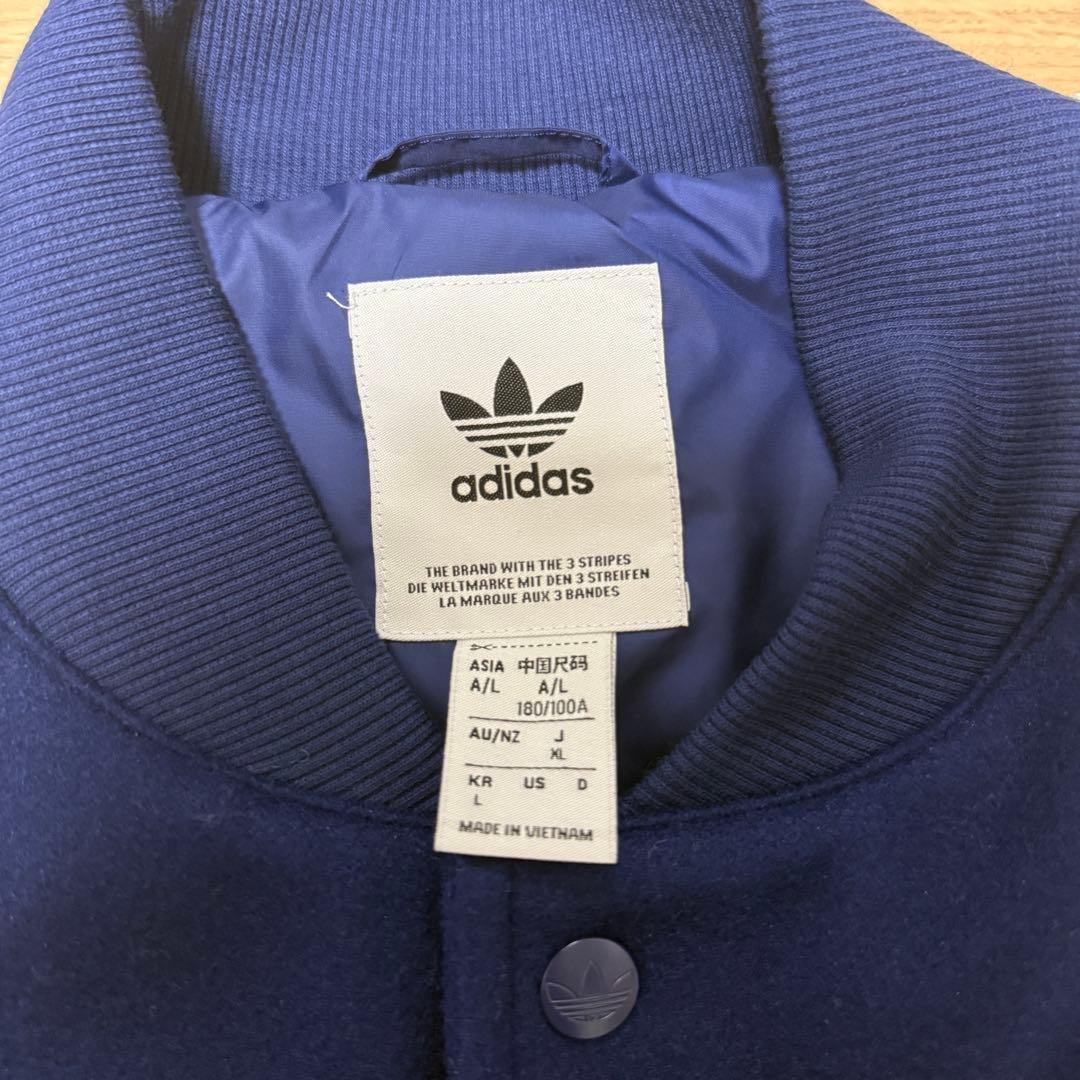 adidas
THE BRAND WITH THE 3 STRIPES
DIE WELTMARKE MIT DEN 3 STREIFEN
LA MARQUE AUX 3 BANDES
ASIA 中国尺码
A/L A/L
180/100A
AU/NZ J
XL
KR US D
L
MADE IN VIETNAM